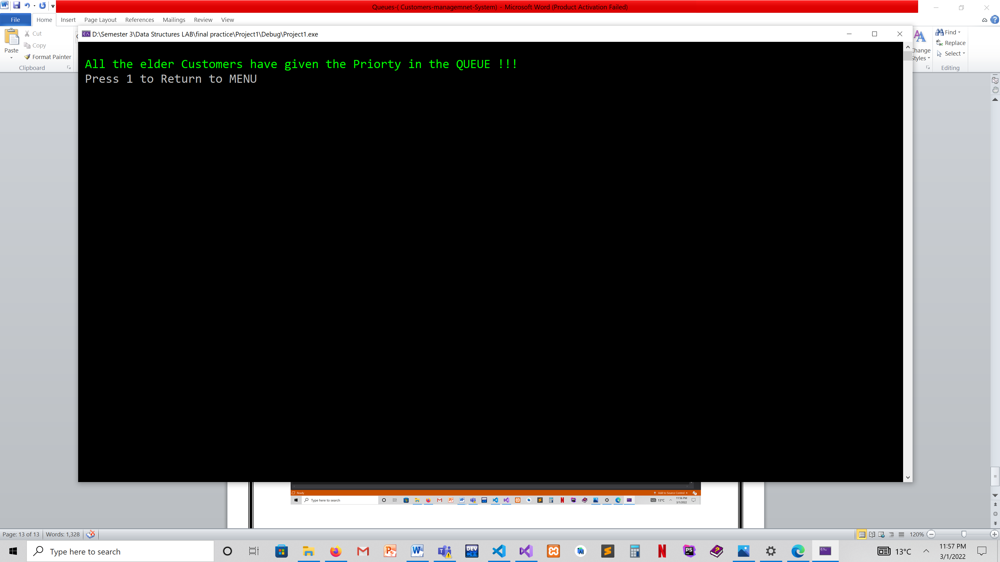 Queues-( Customers-managemnet-System) - Microsoft Word (Product Activation Failed)
File Home Insert Page Layout References Mailings Review View
Paste
Cut
Copy
Format Painter
Clipboard
D:\Semester 3\Data Structures LAB\final practice\Project1\Debug\Project1.exe
All the elder Customers have given the Priorty in the QUEUE !!!
Press 1 to Return to MENU
Change
Styles
Find
Replace
Select
Editing
Ready
Add to Source Control
Type here to search
13°C
11:56 PM
3/1/2022
Page: 13 of 13
Words: 1,328
120%
Type here to search
13°C
11:57 PM
3/1/2022